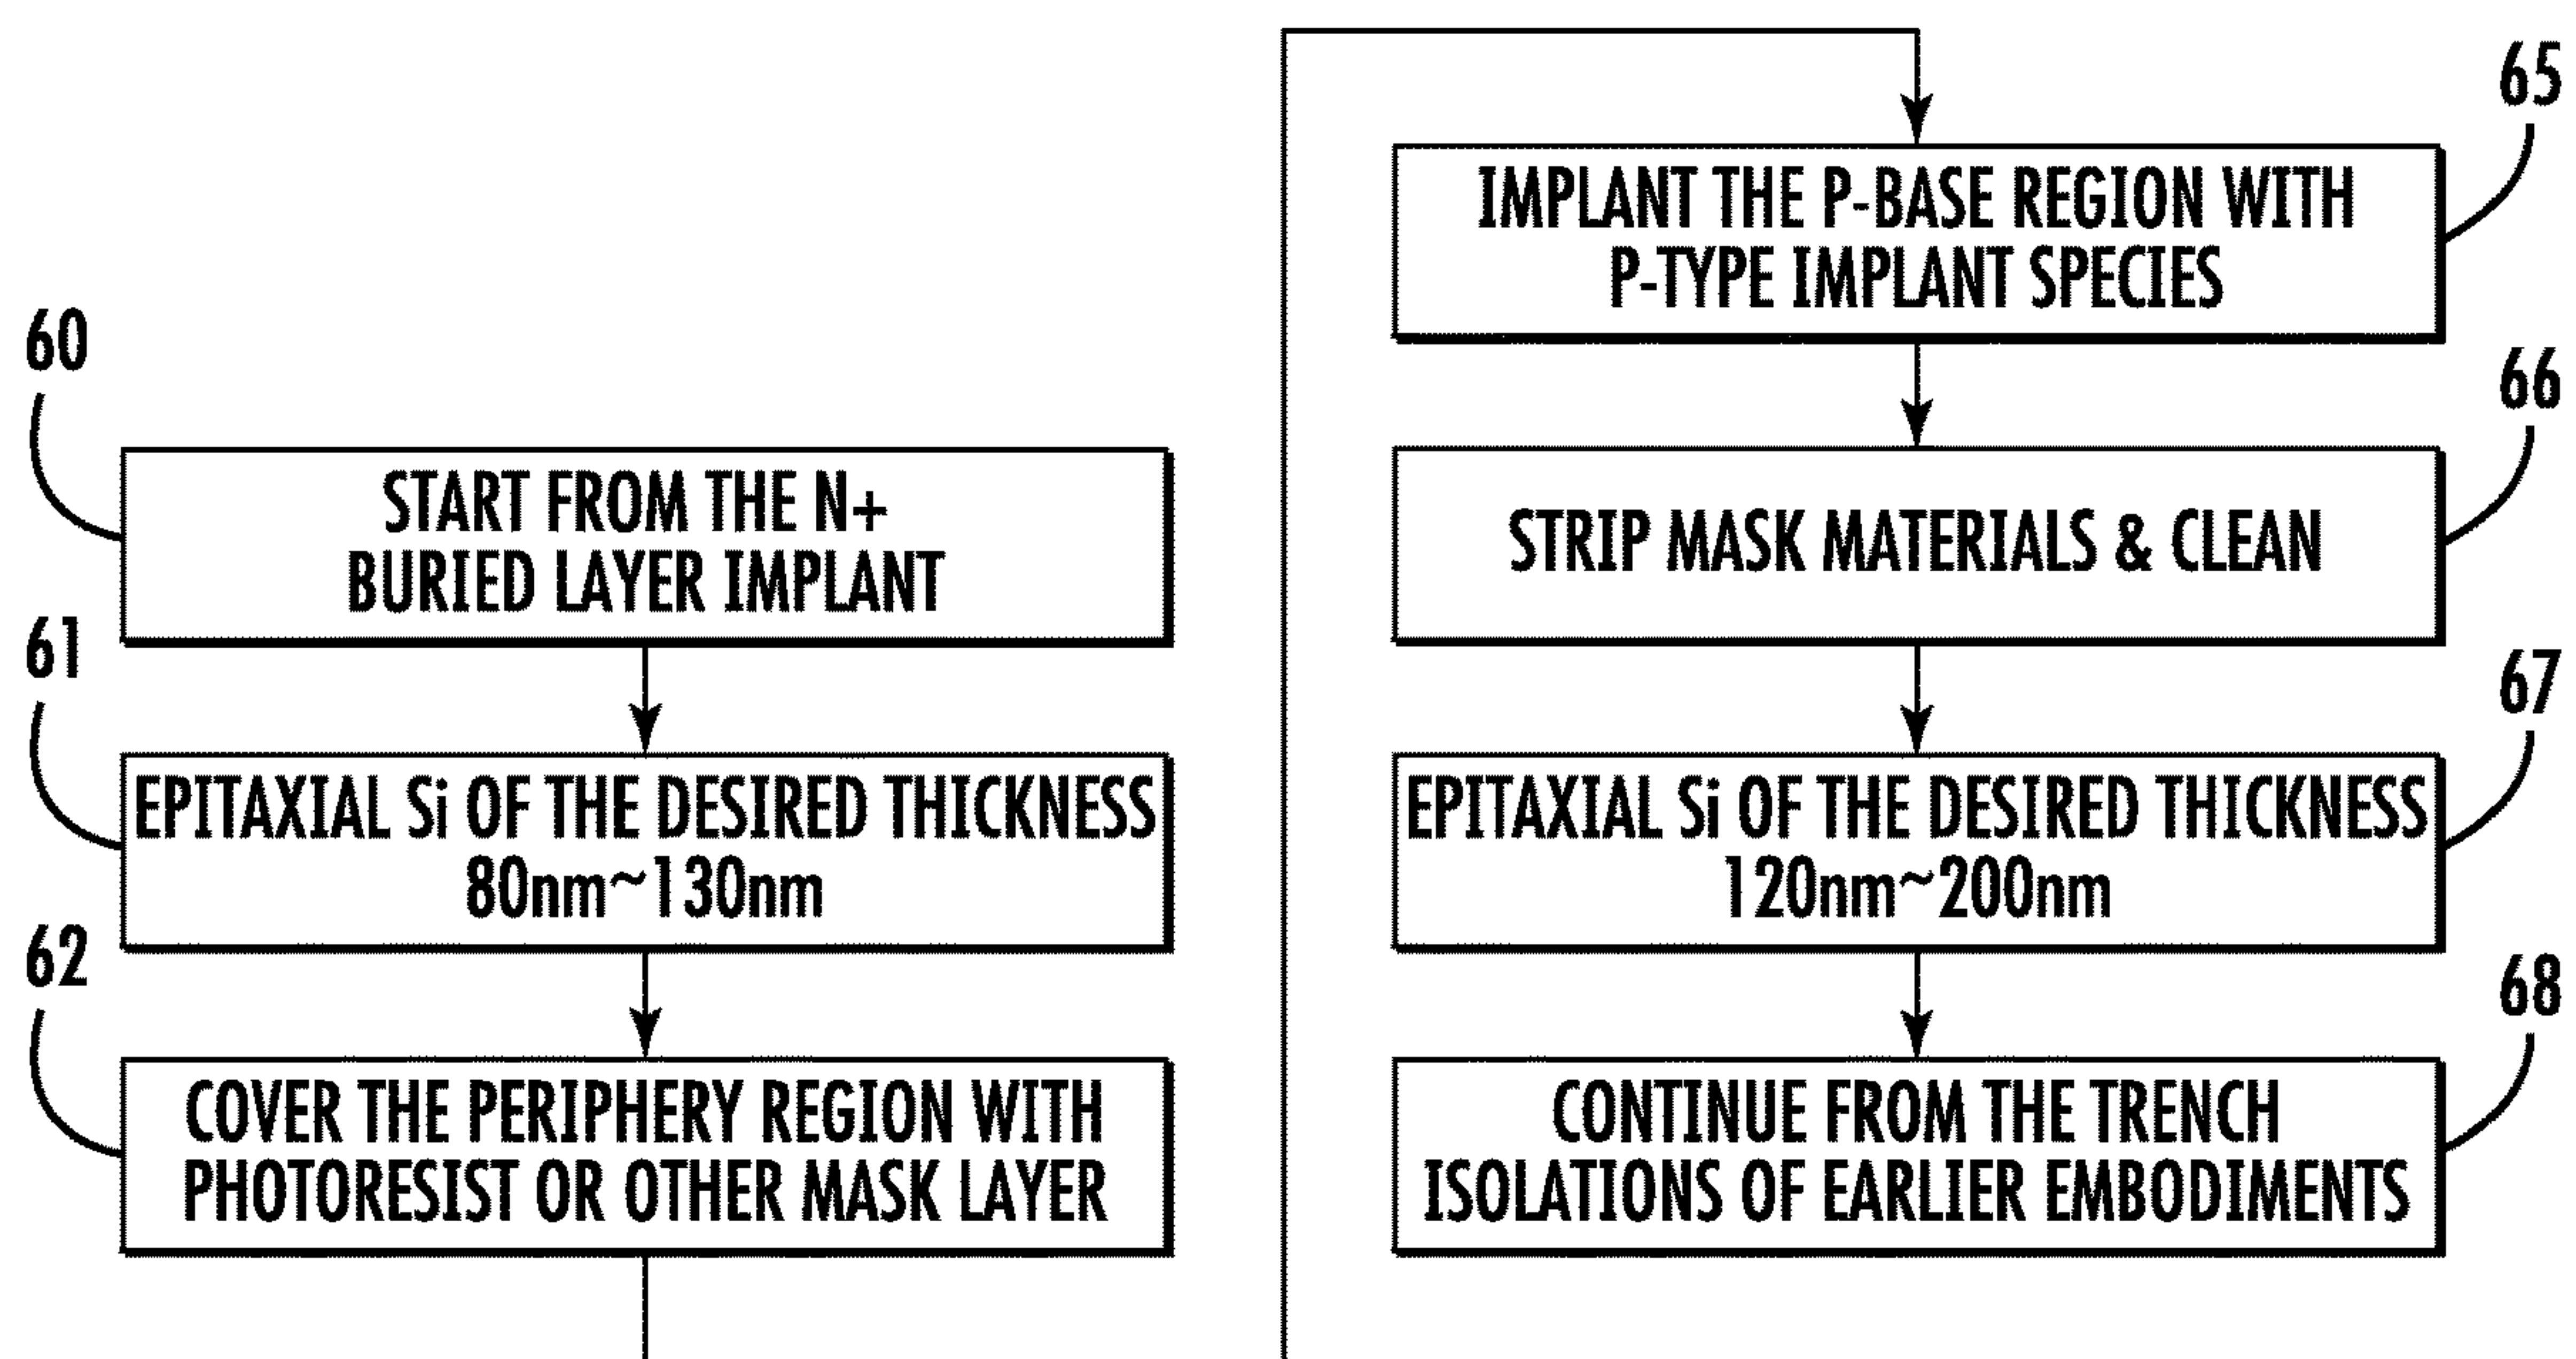 60
START FROM THE N+
BURIED LAYER IMPLANT
61
EPITAXIAL Si OF THE DESIRED THICKNESS
80nm~130nm
62
COVER THE PERIPHERY REGION WITH
PHOTORESIST OR OTHER MASK LAYER
65
IMPLANT THE P-BASE REGION WITH
P-TYPE IMPLANT SPECIES
66
STRIP MASK MATERIALS & CLEAN
67
EPITAXIAL Si OF THE DESIRED THICKNESS
120nm~200nm
68
CONTINUE FROM THE TRENCH
ISOLATIONS OF EARLIER EMBODIMENTS